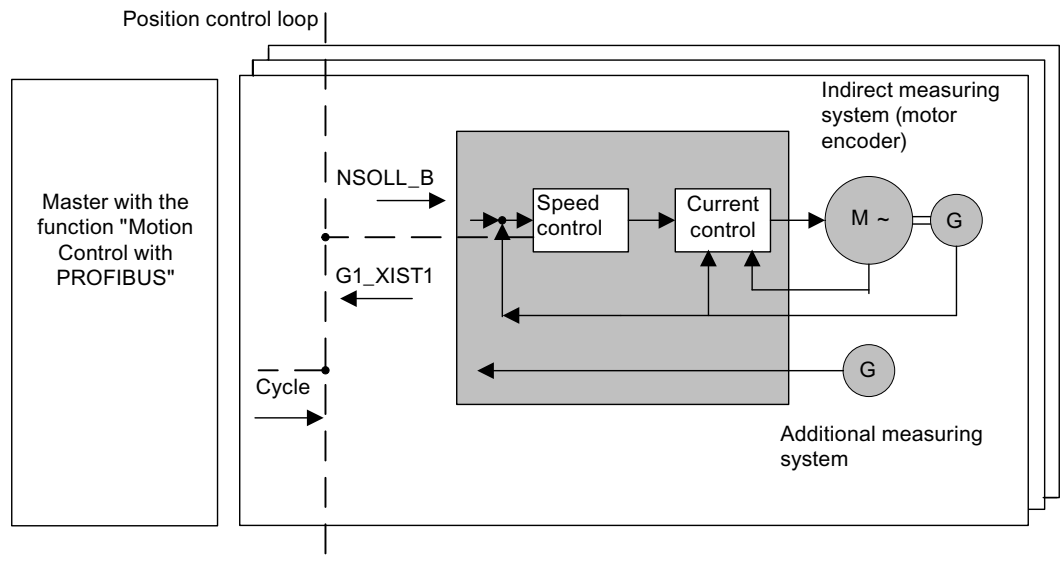 Position control loop
Master with the
function "Motion
Control with
PROFIBUS"
NSOLL_B
G1_XIST1
Cycle
Speed
control
Current
control
Indirect measuring
system (motor
encoder)
M ~
G
G
Additional measuring
system